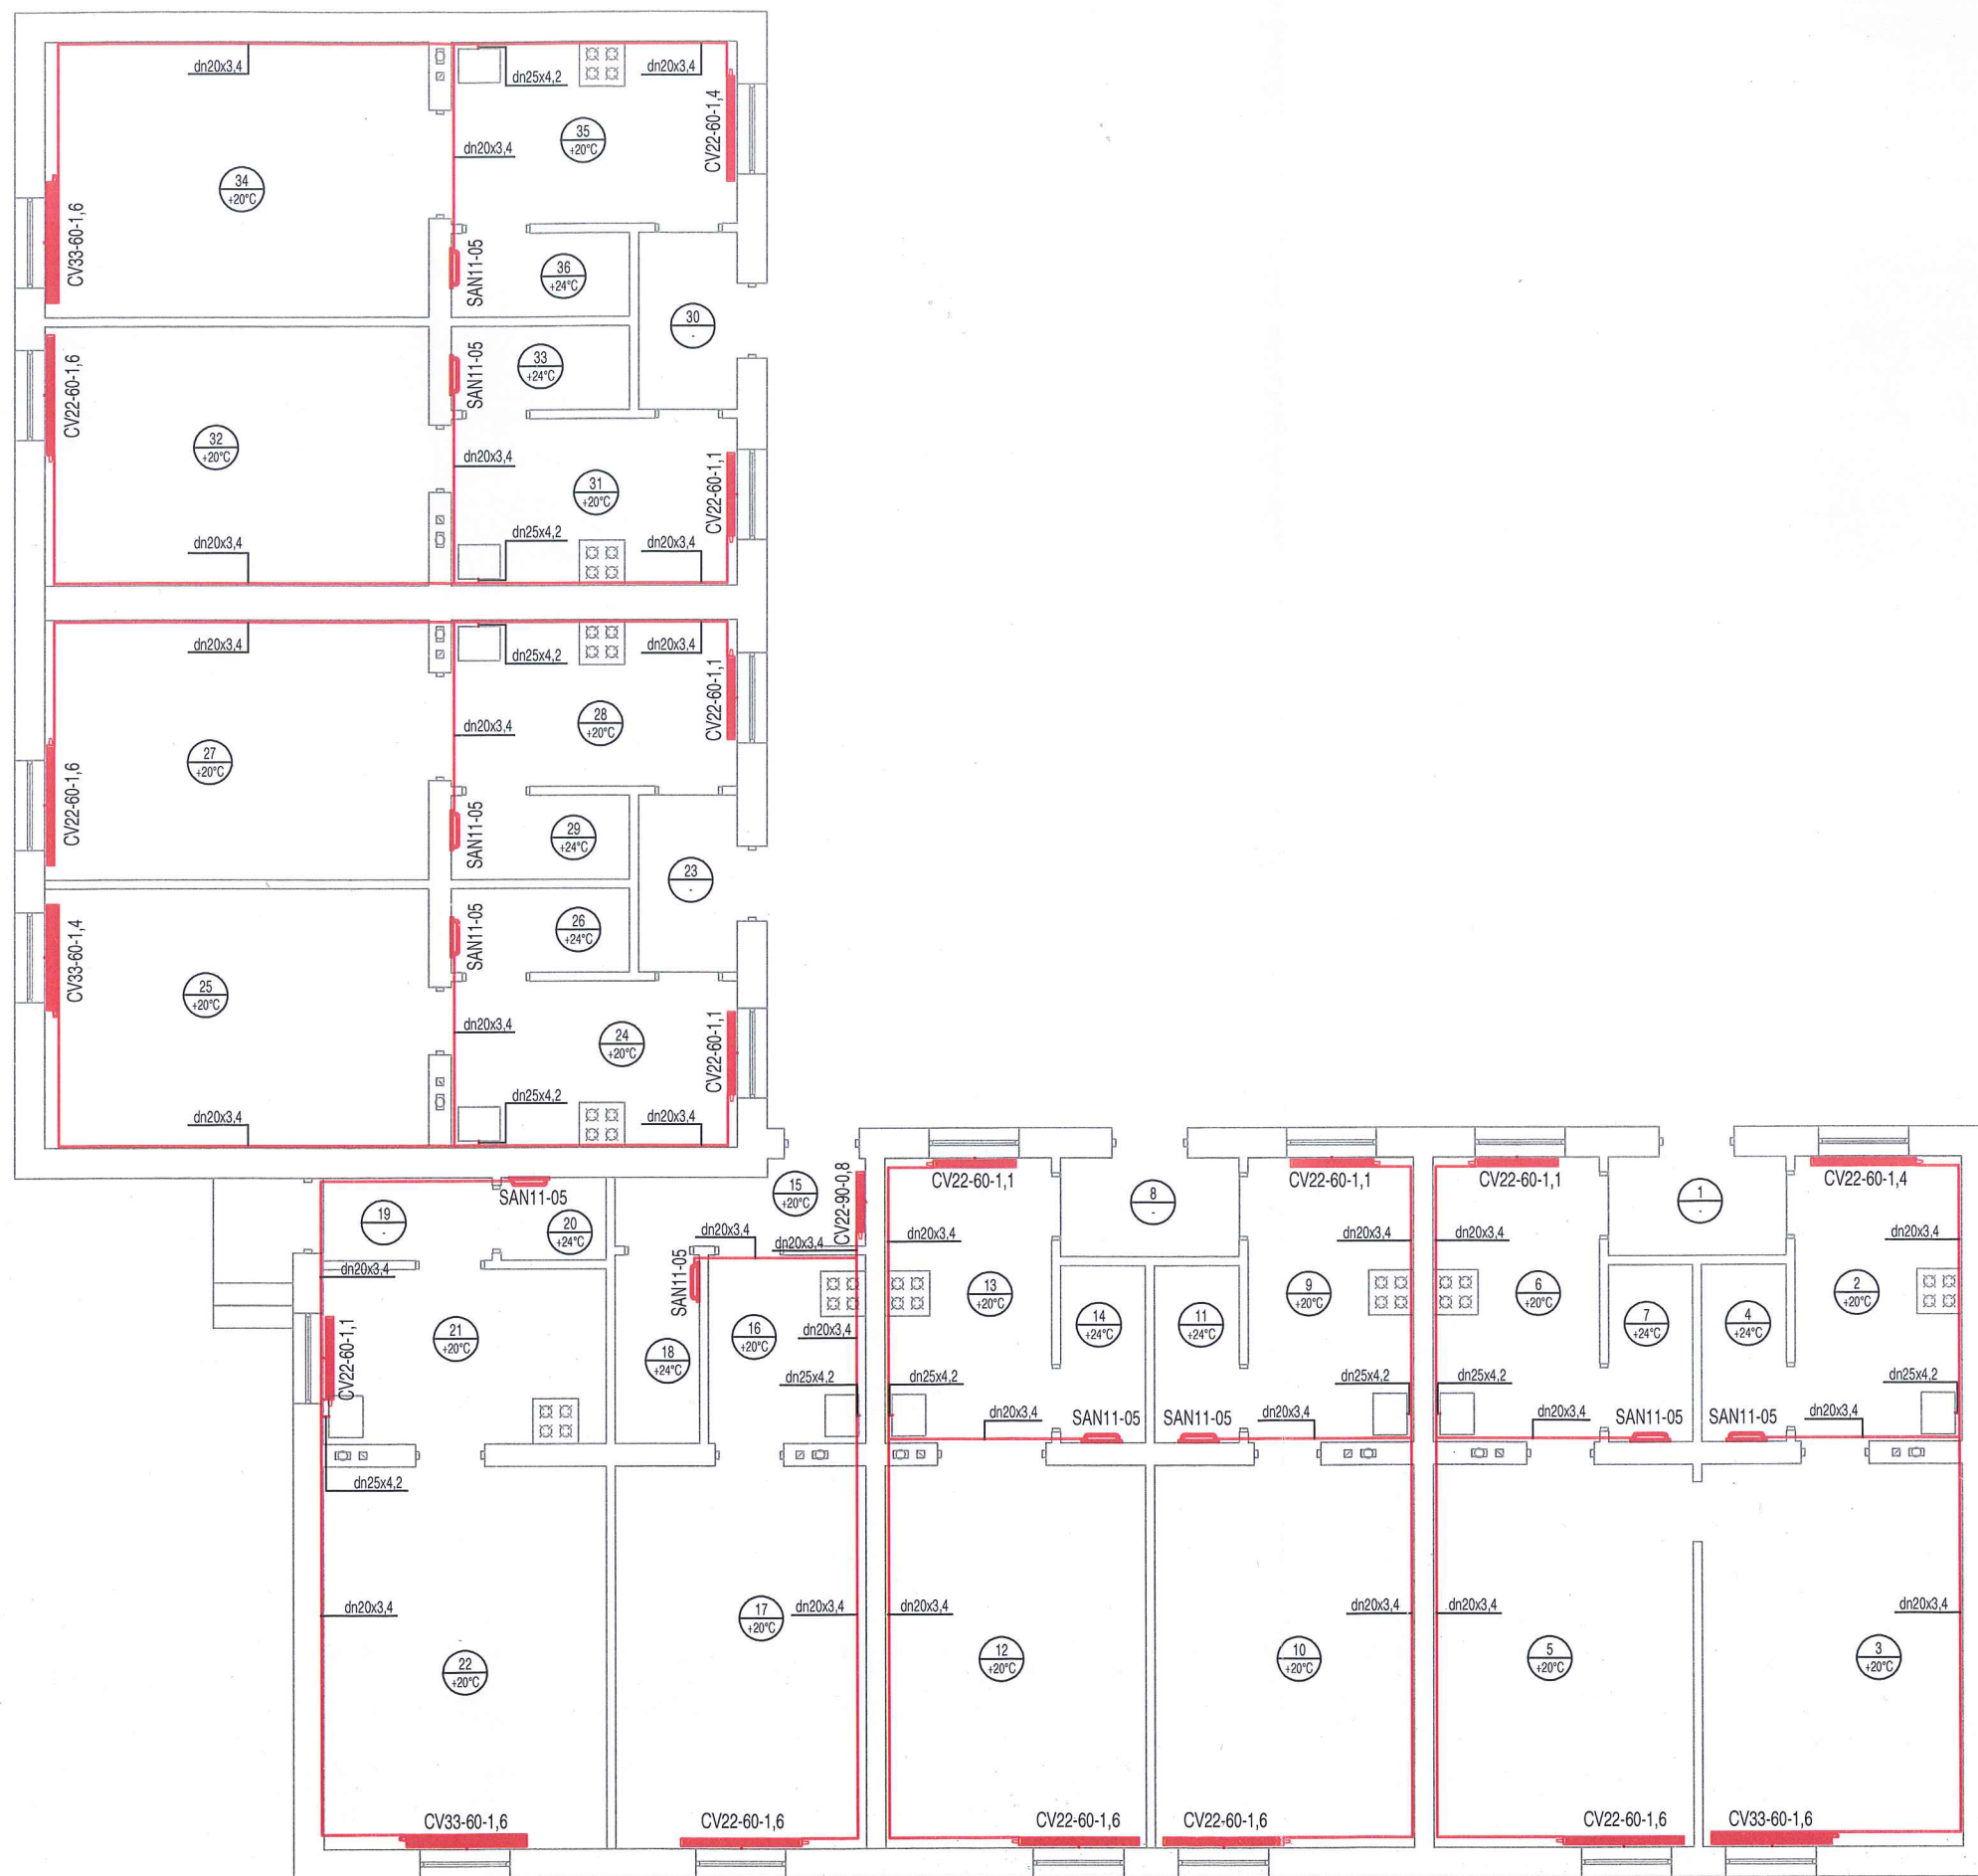 dn20x3,4
dn25x4,2
dn20x3,4
CV22-60-1,4
35
+20°C
dn20x3,4
34
+20°C
CV33-60-1,6
SAN11-05
36
+24°C
30
-
SAN11-05
33
+24°C
CV22-60-1,6
32
+20°C
dn20x3,4
31
+20°C
CV22-60-1,1
dn20x3,4
dn25x4,2
dn20x3,4
dn20x3,4
dn25x4,2
dn20x3,4
CV22-60-1,1
28
+20°C
dn20x3,4
27
+20°C
CV22-60-1,6
SAN11-05
29
+24°C
23
-
SAN11-05
26
+24°C
CV33-60-1,4
25
+20°C
dn20x3,4
24
+20°C
CV22-60-1,1
dn20x3,4
dn25x4,2
dn20x3,4
SAN11-05
15
+20°C
CV22-90-0,8
CV22-60-1,1
8
-
CV22-60-1,1
CV22-60-1,1
1
-
CV22-60-1,4
19
-
20
+24°C
dn20x3,4
dn20x3,4
dn20x3,4
dn20x3,4
dn20x3,4
dn20x3,4
dn20x3,4
SAN11-05
13
+20°C
9
+20°C
6
+20°C
2
+20°C
CV22-60-1,1
21
+20°C
18
+24°C
16
+20°C
dn20x3,4
14
+24°C
11
+24°C
7
+24°C
4
+24°C
dn25x4,2
dn25x4,2
dn25x4,2
dn25x4,2
dn25x4,2
dn20x3,4
SAN11-05
SAN11-05
dn20x3,4
dn20x3,4
SAN11-05
SAN11-05
dn20x3,4
dn25x4,2
dn20x3,4
17
+20°C
dn20x3,4
dn20x3,4
dn20x3,4
dn20x3,4
dn20x3,4
22
+20°C
12
+20°C
10
+20°C
5
+20°C
3
+20°C
CV33-60-1,6
CV22-60-1,6
CV22-60-1,6
CV22-60-1,6
CV22-60-1,6
CV33-60-1,6